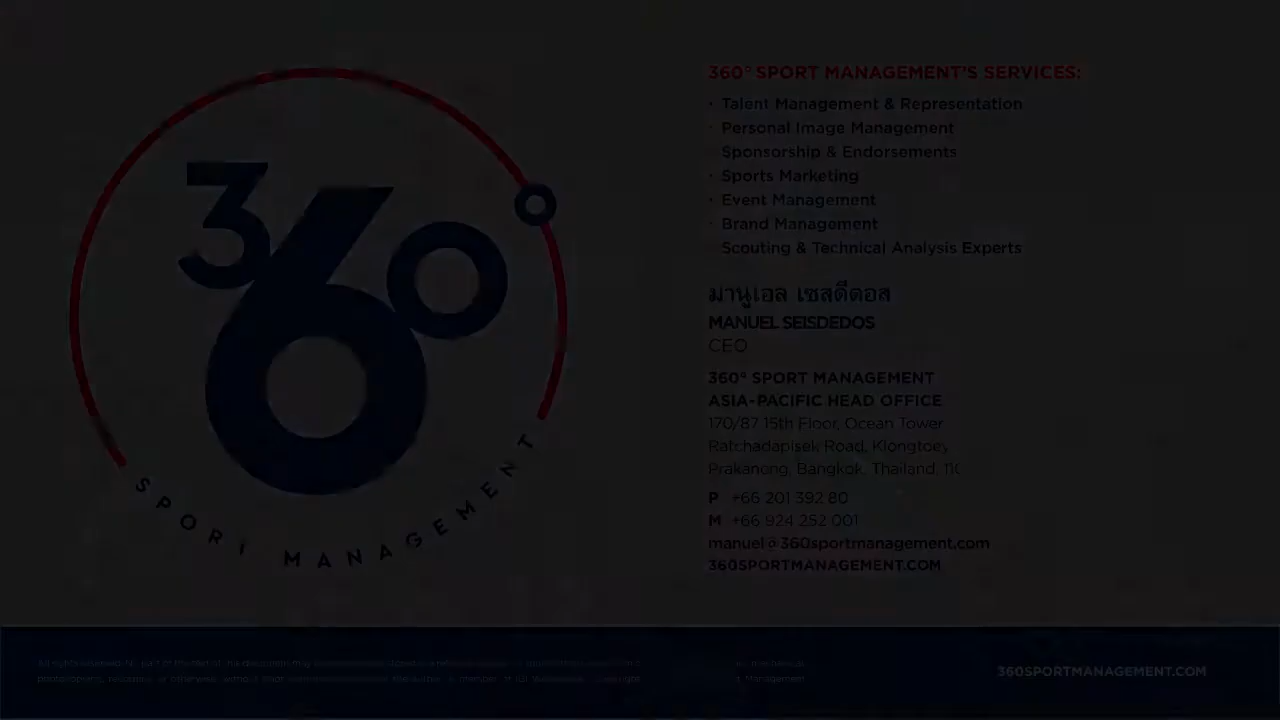 360
SPORT MANAGEMENT
360° SPORT MANAGEMENT'S SERVICES:
· Talent Management & Representation
· Personal Image Management
Sponsorship & Endorsements
· Sports Marketing
· Event Management
· Brand Management
Scouting & Technical Analysis Experts
มานูเอล เซสดีดอส
MANUEL SEISDEDOS
CEO
360° SPORT MANAGEMENT
ASIA-PACIFIC HEAD OFFICE
170/87 15th Floor, Ocean Tower
Ratchadapisek Road, Klongtoey
Prakanong, Bangkok, Thailand,
P +66 201 392 80
M +66 924 252 001
manuel@360sportmanagement.com
360SPORTMANAGEMENT.COM
360SPORTMANAGEMENT.COM